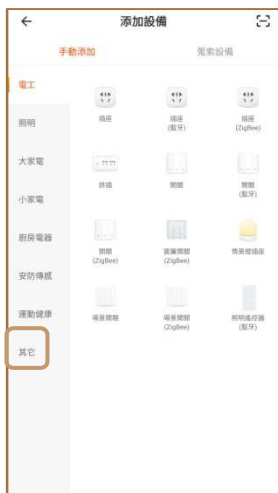 添加設備
手動添加
蒐索設備
電工
照明
大家電
小家電
廚房電器
安防傳感
運動健康
其它
插座
插座
(藍牙)
插座
(ZigBee)
排插
開關
開關
(藍牙)
開關
(ZigBee)
窗簾開關
(ZigBee)
情景燈插座
場景開關
場景開關
(ZigBee)
照明遙控器
(藍牙)